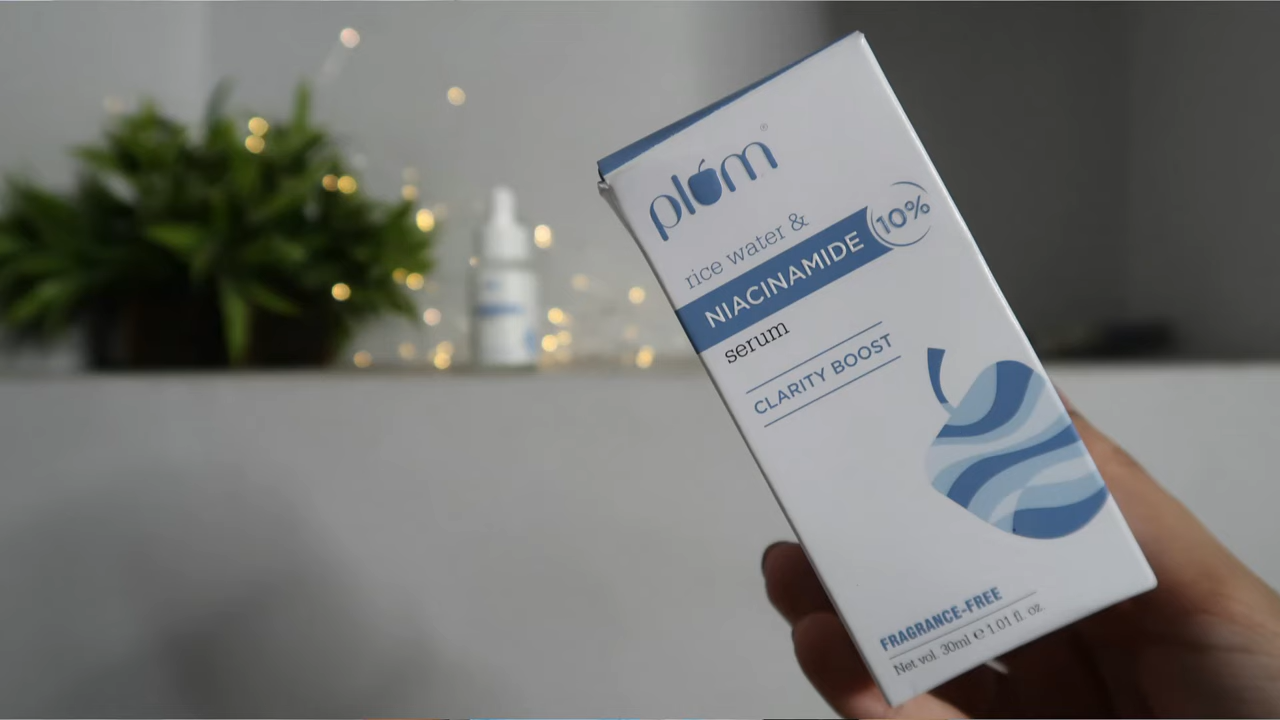 plum®
rice water &
NIACINAMIDE 10%
serum
CLARITY BOOST
FRAGRANCE-FREE
Net vol. 30ml ℮ 1.01 fl. oz.